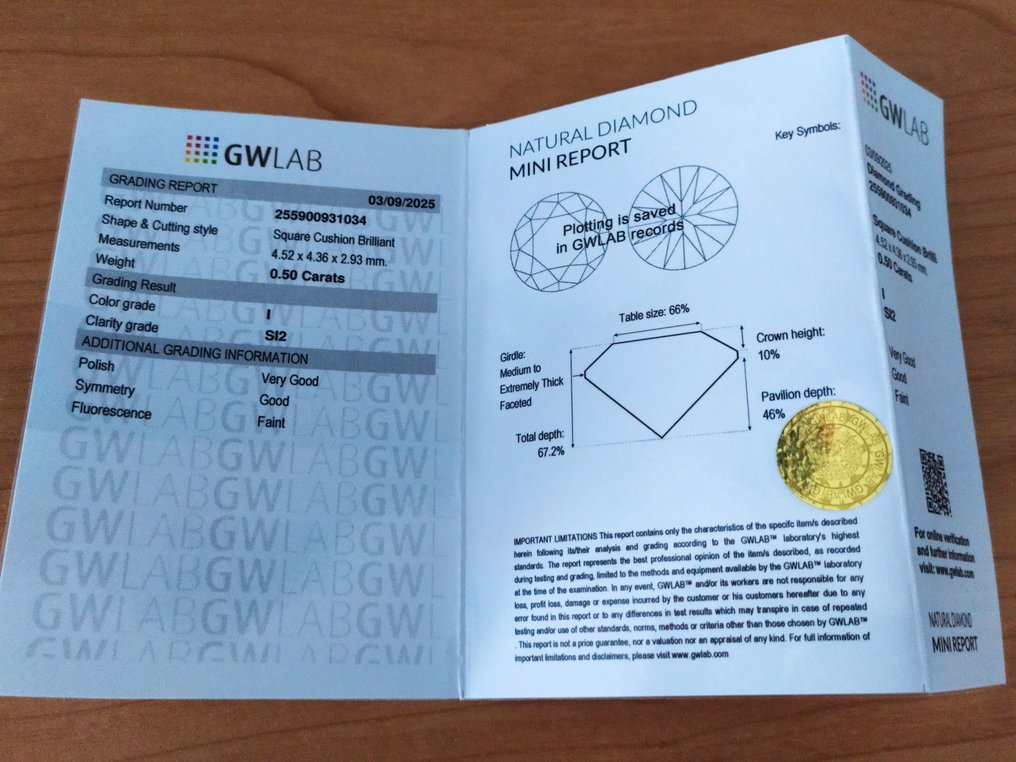 GWLAB
GRADING REPORT
03/09/2025
Report Number 255900931034
Shape & Cutting style Square Cushion Brilliant
Measurements 4.52 x 4.36 x 2.93 mm.
Weight 0.50 Carats
Grading Result
Color grade I
Clarity grade SI2
ADDITIONAL GRADING INFORMATION
Polish Very Good
Symmetry Good
Fluorescence Faint
NATURAL DIAMOND
MINI REPORT
Key Symbols:
Plotting is saved
in GWLAB records
Table size: 66%
Girdle:
Medium to
Extremely Thick
Faceted
Crown height:
10%
Pavilion depth:
46%
Total depth:
67.2%
IMPORTANT LIMITATIONS This report contains only the characteristics of the specifc item/s described
herein following its/their analysis and grading according to the GWLAB™ laboratory's highest
standards. The report represents the best professional opinion of the item/s described, as recorded
during testing and grading, limited to the methods and equipment available by the GWLAB™ laboratory
at the time of the examination. In any event, GWLAB™ and/or its workers are not responsible for any
loss, profit loss, damage or expense incurred by the customer or his customers hereafter due to any
error found in this report or to any differences in test results which may transpire in case of repeated
testing and/or use of other standards, norms, methods or criteria other than those chosen by GWLAB™
. This report is not a price guarantee, nor a valuation nor an appraisal of any kind. For full information of
important limitations and disclaimers, please visit www.gwlab.com
GWLAB
03/09/2025
Diamond Grading
255900931034
Square Cushion Brilli
4.52 x 4.36 x 2.93 mm.
0.50 Carats
I
SI2
Very Good
Good
Faint
For online verification
and further information
visit: www.gwlab.com
NATURAL DIAMOND
MINI REPORT